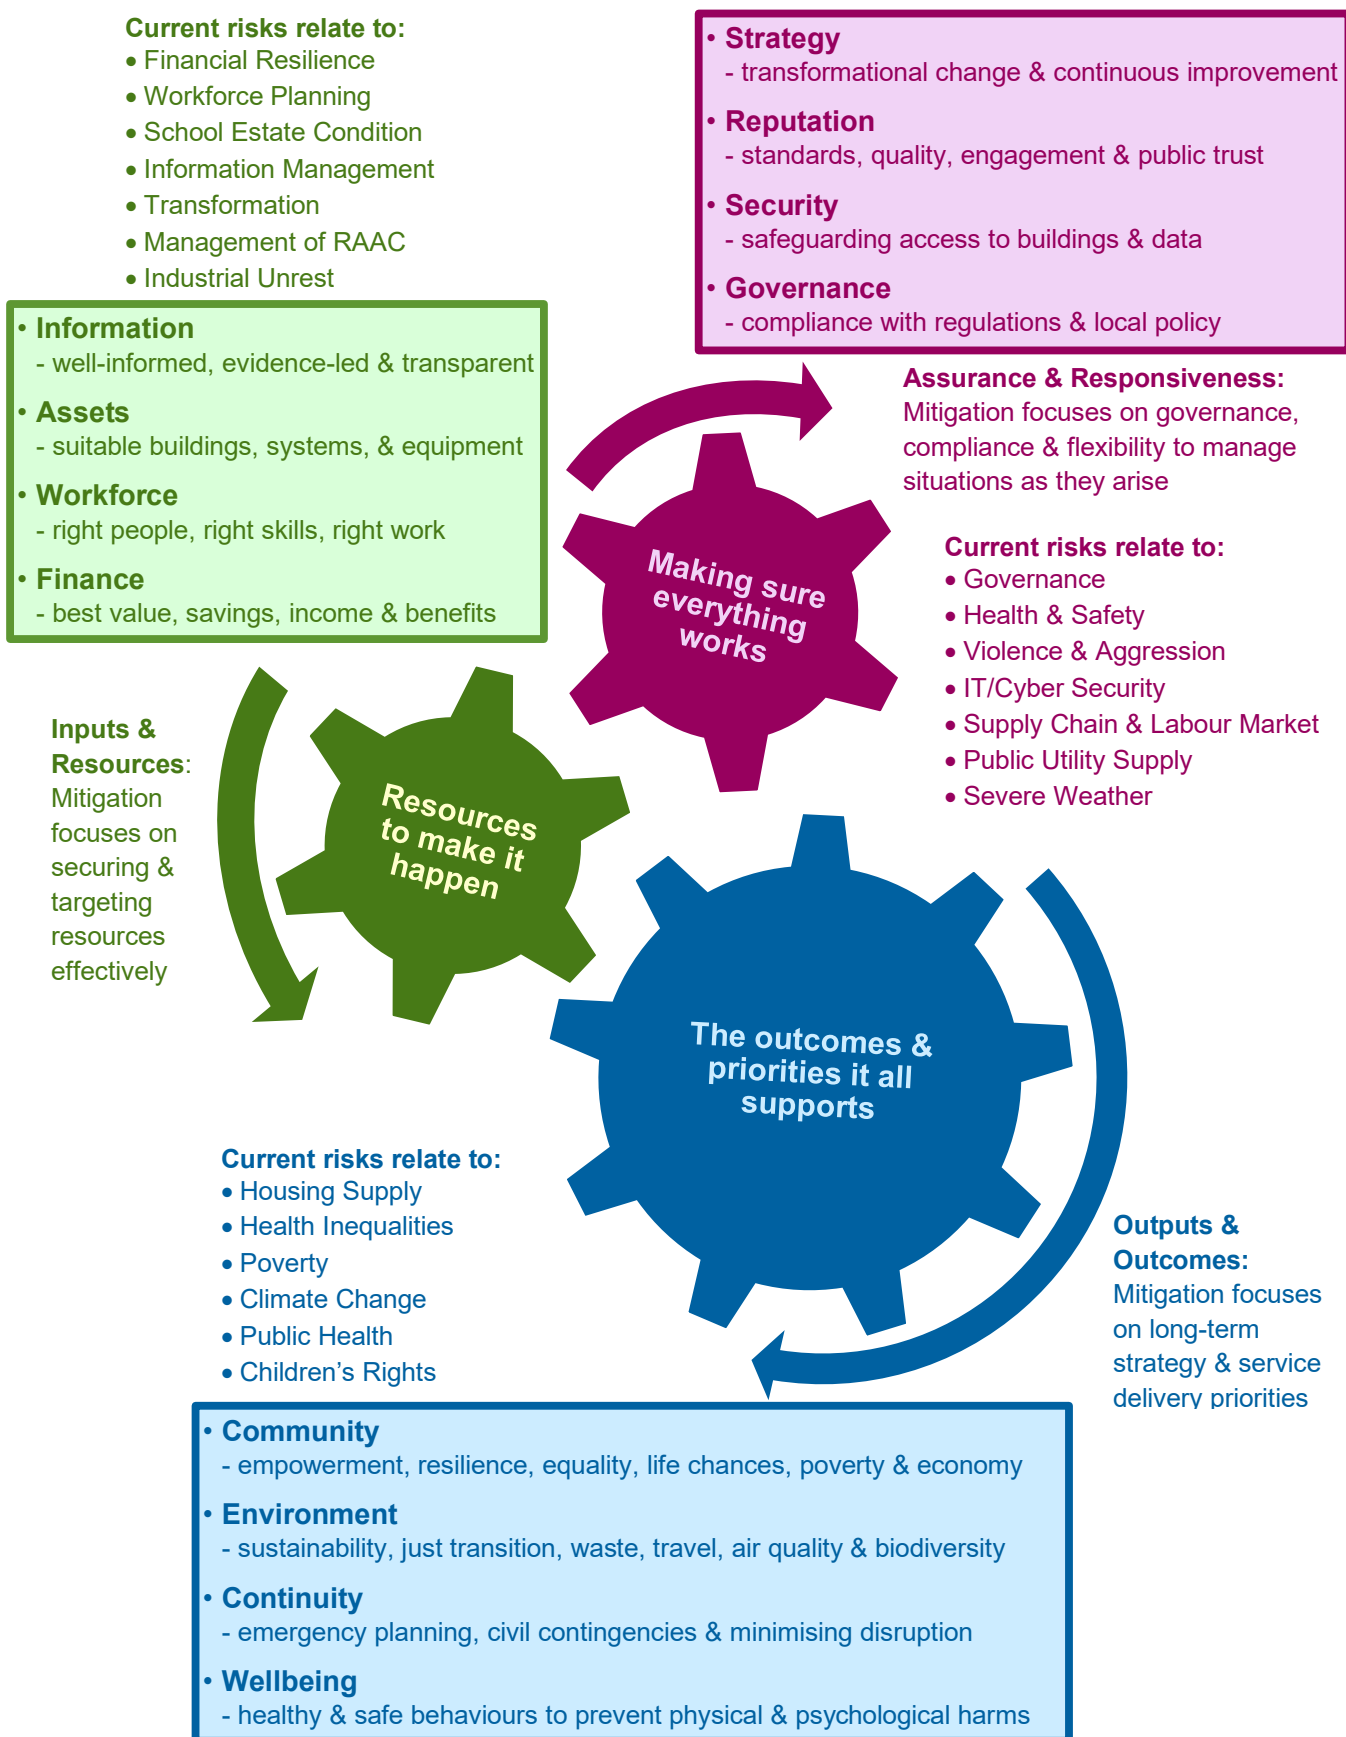 Current risks relate to:
• Financial Resilience
• Workforce Planning
• School Estate Condition
• Information Management
• Transformation
• Management of RAAC
• Industrial Unrest
• Information
- well-informed, evidence-led & transparent
• Assets
- suitable buildings, systems, & equipment
• Workforce
- right people, right skills, right work
• Finance
- best value, savings, income & benefits
• Strategy
- transformational change & continuous improvement
• Reputation
- standards, quality, engagement & public trust
• Security
- safeguarding access to buildings & data
• Governance
- compliance with regulations & local policy
Assurance & Responsiveness:
Mitigation focuses on governance,
compliance & flexibility to manage
situations as they arise
Making sure
everything
works
Current risks relate to:
• Governance
• Health & Safety
• Violence & Aggression
• IT/Cyber Security
• Supply Chain & Labour Market
• Public Utility Supply
• Severe Weather
Inputs &
Resources:
Mitigation
focuses on
securing &
targeting
resources
effectively
Resources
to make it
happen
The outcomes &
priorities it all
supports
Current risks relate to:
• Housing Supply
• Health Inequalities
• Poverty
• Climate Change
• Public Health
• Children’s Rights
Outputs &
Outcomes:
Mitigation focuses
on long-term
strategy & service
delivery priorities
• Community
- empowerment, resilience, equality, life chances, poverty & economy
• Environment
- sustainability, just transition, waste, travel, air quality & biodiversity
• Continuity
- emergency planning, civil contingencies & minimising disruption
• Wellbeing
- healthy & safe behaviours to prevent physical & psychological harms